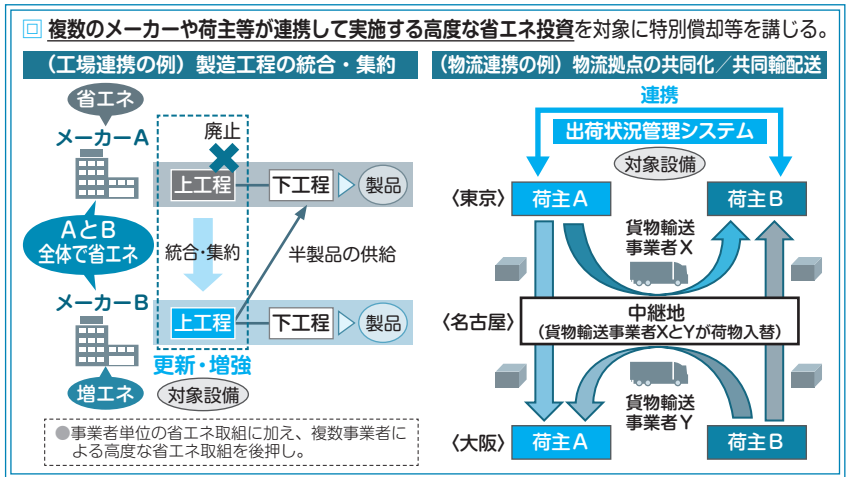 □ 複数のメーカーや荷主等が連携して実施する高度な省エネ投資を対象に特別償却等を講じる。
（工場連携の例）製造工程の統合・集約
省エネ
メーカーA
廃止
上工程
下工程
製品
AとB
全体で省エネ
統合・集約
半製品の供給
メーカーB
上工程
下工程
製品
更新・増強
増エネ
対象設備
●事業者単位の省エネ取組に加え、複数事業者に
よる高度な省エネ取組を後押し。
（物流連携の例）物流拠点の共同化／共同輸配送
連携
出荷状況管理システム
対象設備
〈東京〉
荷主A
荷主B
貨物輸送
事業者X
〈名古屋〉
中継地
（貨物輸送事業者XとYが荷物入替）
貨物輸送
事業者Y
〈大阪〉
荷主A
荷主B